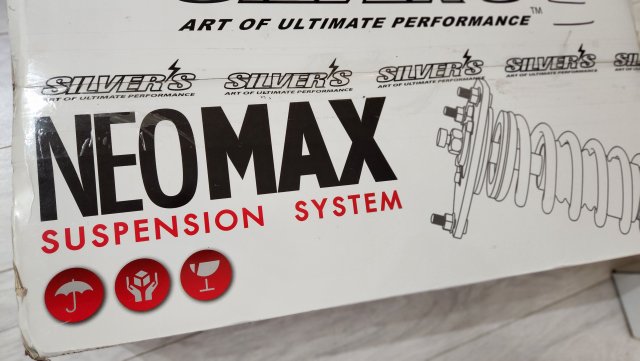 ART OF ULTIMATE PERFORMANCE™
SILVER'S SILVER'S SILVER'S SILVER'S
ART OF ULTIMATE PERFORMANCE ART OF ULTIMATE PERFORMANCE ART OF ULTIMATE PERFORMANCE ART OF ULTIMATE PERFORMANCE
NEOMAX
SUSPENSION SYSTEM